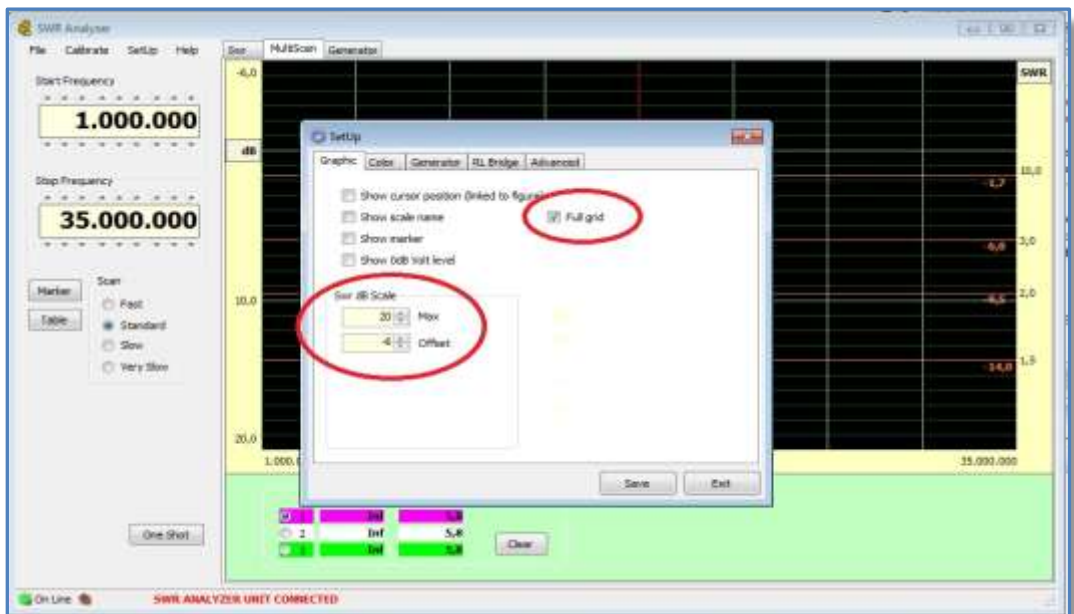 SWR Analyser
File Calibrate SetUp Help
Swr MultiScan Generator
Start Frequency
1.000.000
Stop Frequency
35.000.000
Marker
Table
Scan
Fast
Standard
Slow
Very Slow
One Shot
-6,0
dB
10,0
20,0
SWR
10,0
3,0
2,0
1,5
-1,7
-6,0
-9,5
-14,0
SetUp
Graphic Color Generator RL Bridge Advanced
Show cursor position (linked to figure)
Show scale name
Full grid
Show marker
Show 0dB Volt level
Swr dB Scale
20 Max
-6 Offset
Save Exit
35.000.000
1 Inf 5,8
2 Inf 5,8
Inf 5,8
Clear
On Line
SWR ANALYZER UNIT CONNECTED